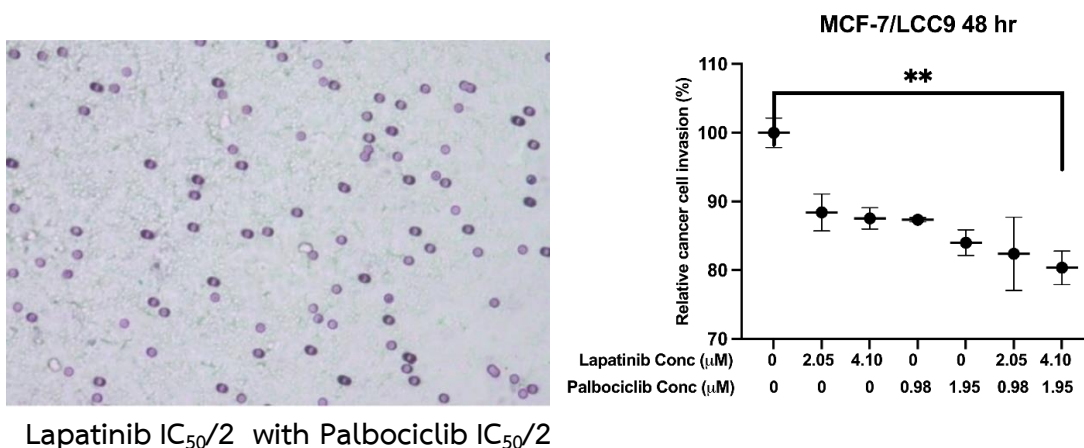 MCF-7/LCC9 48 hr
**
Relative cancer cell invasion (%)
110
100
90
80
70
Lapatinib Conc (μM) 0 2.05 4.10 0 0 2.05 4.10
Palbociclib Conc (μM) 0 0 0 0.98 1.95 0.98 1.95
Lapatinib IC50/2 with Palbociclib IC50/2